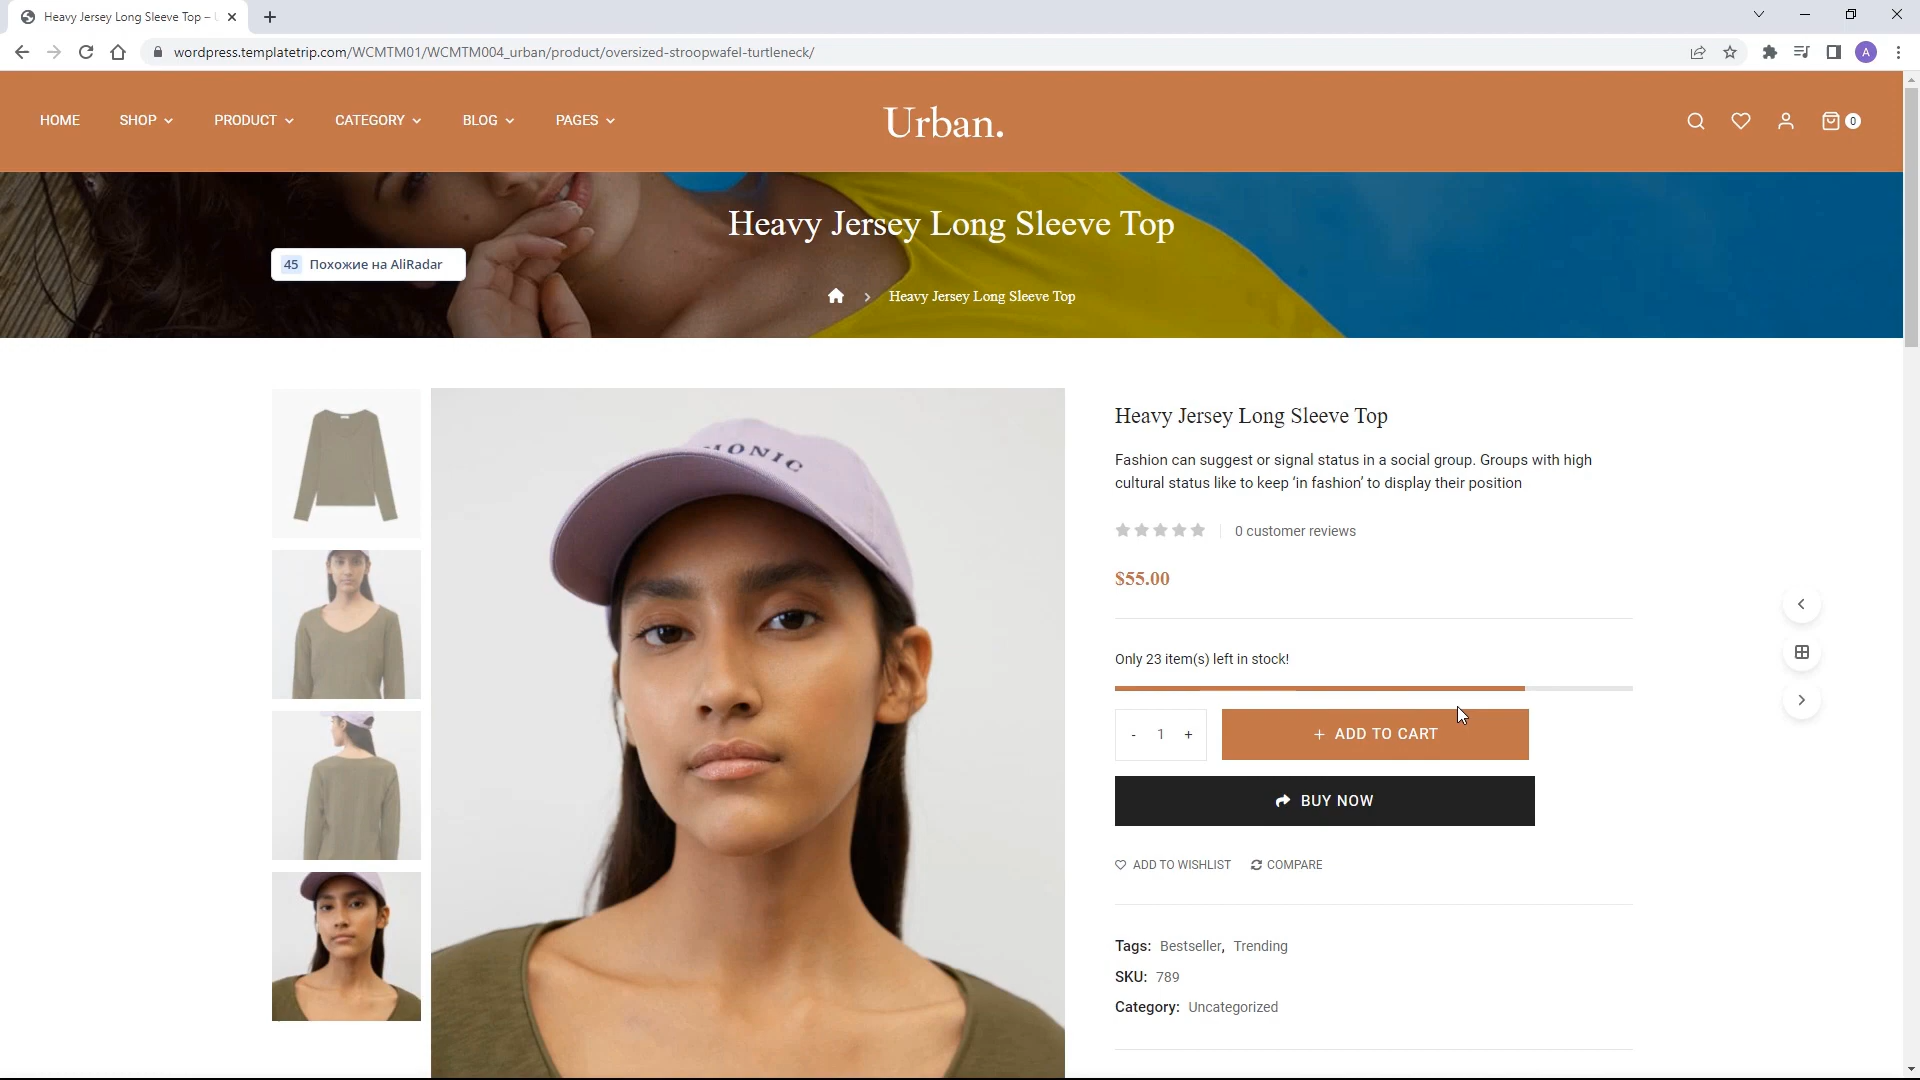 Heavy Jersey Long Sleeve Top –
wordpress.templatetrip.com/WCMTM01/WCMTM004_urban/product/oversized-stroopwafel-turtleneck/
A
HOME
SHOP
PRODUCT
CATEGORY
BLOG
PAGES
Urban.
0
Heavy Jersey Long Sleeve Top
45 Похожие на AliRadar
Heavy Jersey Long Sleeve Top
Heavy Jersey Long Sleeve Top
Fashion can suggest or signal status in a social group. Groups with high
cultural status like to keep ‘in fashion’ to display their position
0 customer reviews
$55.00
Only 23 item(s) left in stock!
- 1 +
+ ADD TO CART
BUY NOW
ADD TO WISHLIST
COMPARE
Tags: Bestseller, Trending
SKU: 789
Category: Uncategorized